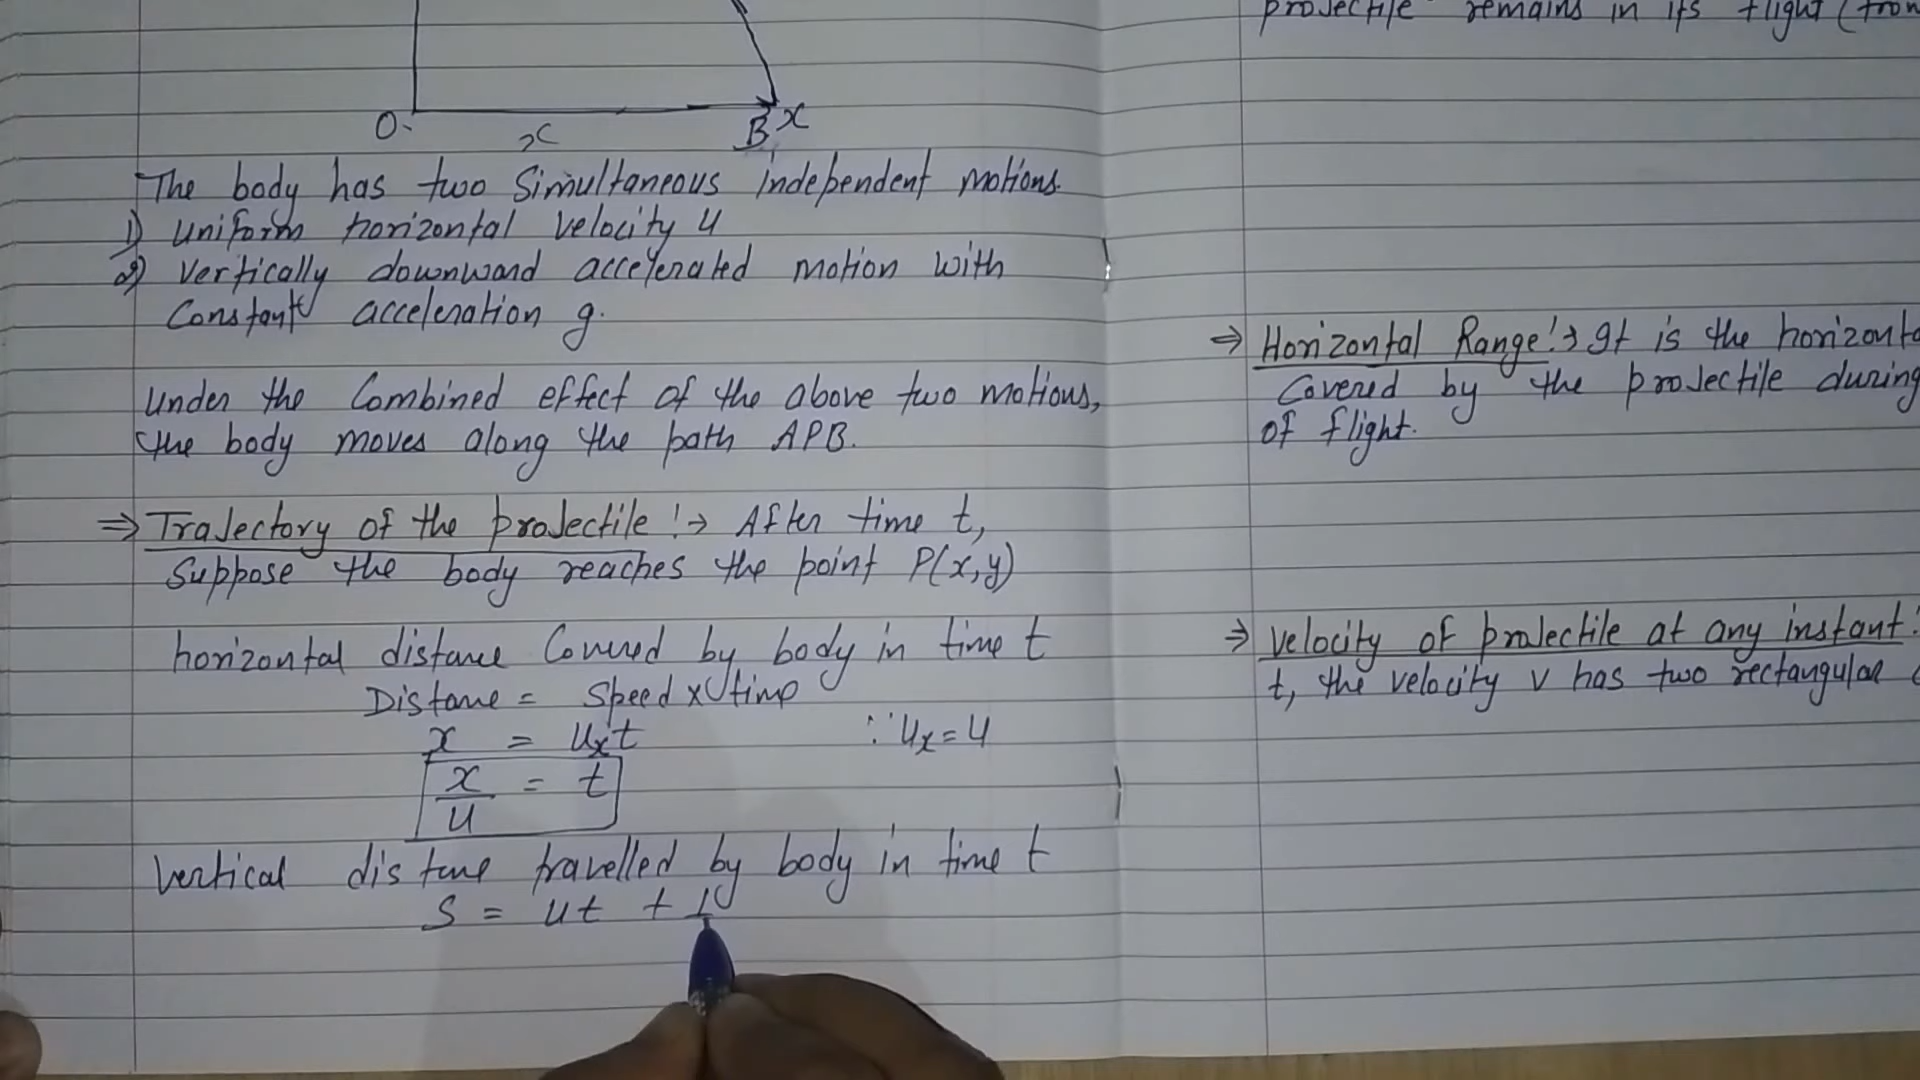 O
x
B
x
The body has two Simultaneous independent motions.
1) uniform horizontal velocity u
2) vertically downward accelerated motion with
Constant acceleration g.
under the Combined effect of the above two motions,
the body moves along the path APB.
⇒ Trajectory of the projectile :→ After time t,
Suppose the body reaches the point P(x,y)
horizontal distance Covered by body in time t
Distance = Speed × time
x = uₓt ∵ uₓ = u
x/u = t
Vertical distance travelled by body in time t
S = ut + 1
projectile remains in its flight (from
⇒ Horizontal Range :→ It is the horizonta
Covered by the projectile during
of flight.
⇒ velocity of projectile at any instant :
t, the velocity v has two rectangular